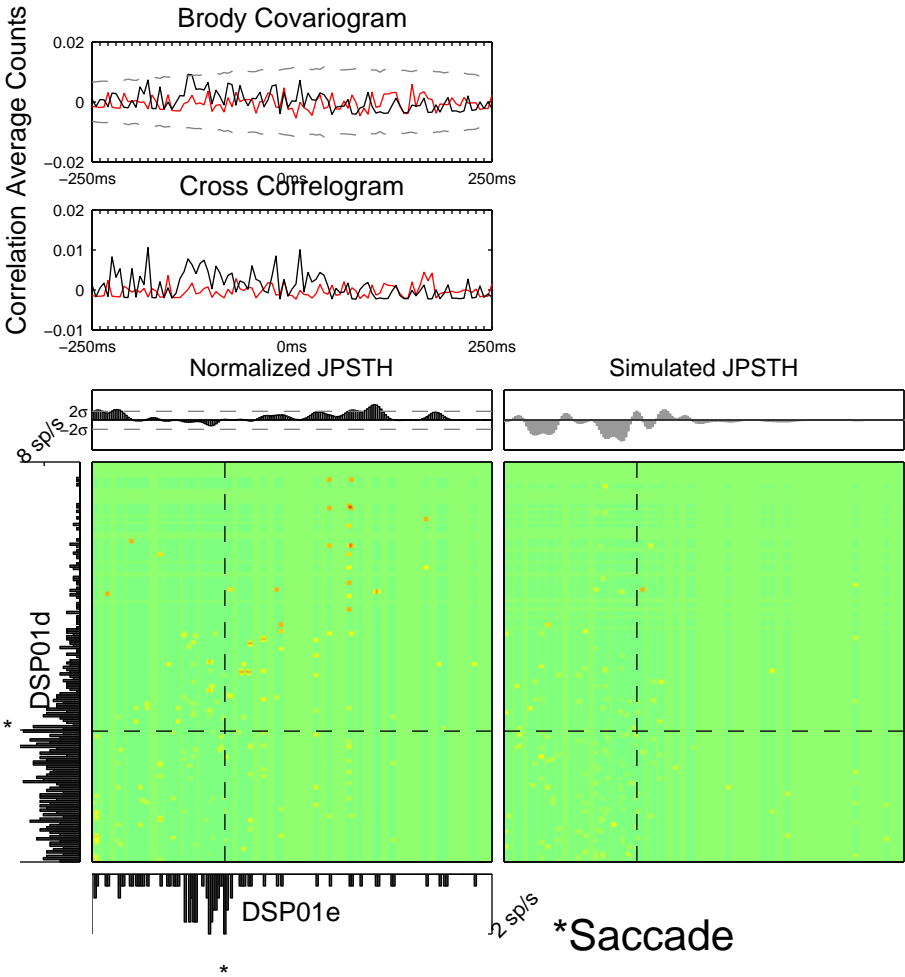 Brody Covariogram
Correlation Average Counts
0.02
0
−0.02
−250ms
0ms
250ms
Cross Correlogram
0.02
0.01
0
−0.01
−250ms
0ms
250ms
Normalized JPSTH
Simulated JPSTH
2σ
−2σ
8 sp/s
DSP01d
*
DSP01e
2 sp/s
*
*Saccade